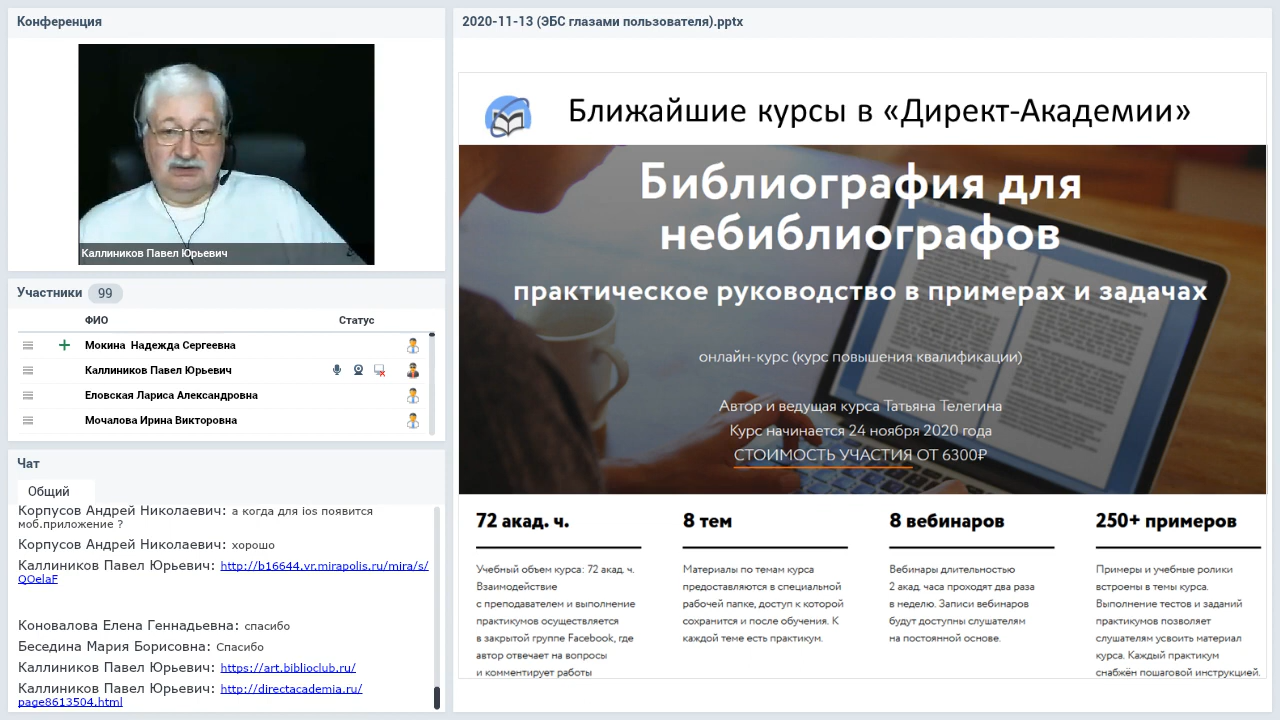 Конференция
Каллиников Павел Юрьевич
Участники 99
ФИО Статус
Мокина Надежда Сергеевна
Каллиников Павел Юрьевич
Еловская Лариса Александровна
Мочалова Ирина Викторовна
Чат
Общий
Корпусов Андрей Николаевич: а когда для ios появится
моб.приложение ?
Корпусов Андрей Николаевич: хорошо
Каллиников Павел Юрьевич: http://b16644.vr.mirapolis.ru/mira/s/
QOelaF
Коновалова Елена Геннадьевна: спасибо
Беседина Мария Борисовна: Спасибо
Каллиников Павел Юрьевич: https://art.biblioclub.ru/
Каллиников Павел Юрьевич: http://directacademia.ru/
page8613504.html
2020-11-13 (ЭБС глазами пользователя).pptx
Ближайшие курсы в «Директ-Академии»
Библиография для
небиблиографов
практическое руководство в примерах и задачах
онлайн-курс (курс повышения квалификации)
Автор и ведущая курса Татьяна Телегина
Курс начинается 24 ноября 2020 года
СТОИМОСТЬ УЧАСТИЯ ОТ 6300₽
72 акад. ч.
Учебный объем курса: 72 акад. ч.
Взаимодействие
с преподавателем и выполнение
практикумов осуществляется
в закрытой группе Facebook, где
автор отвечает на вопросы
и комментирует работы
8 тем
Материалы по темам курса
предоставляются в специальной
рабочей папке, доступ к которой
сохранится и после обучения. К
каждой теме есть практикум.
8 вебинаров
Вебинары длительностью
2 акад. часа проходят два раза
в неделю. Записи вебинаров
будут доступны слушателям
на постоянной основе.
250+ примеров
Примеры и учебные ролики
встроены в темы курса.
Выполнение тестов и заданий
практикумов позволяет
слушателям усвоить материал
курса. Каждый практикум
снабжён пошаговой инструкцией.